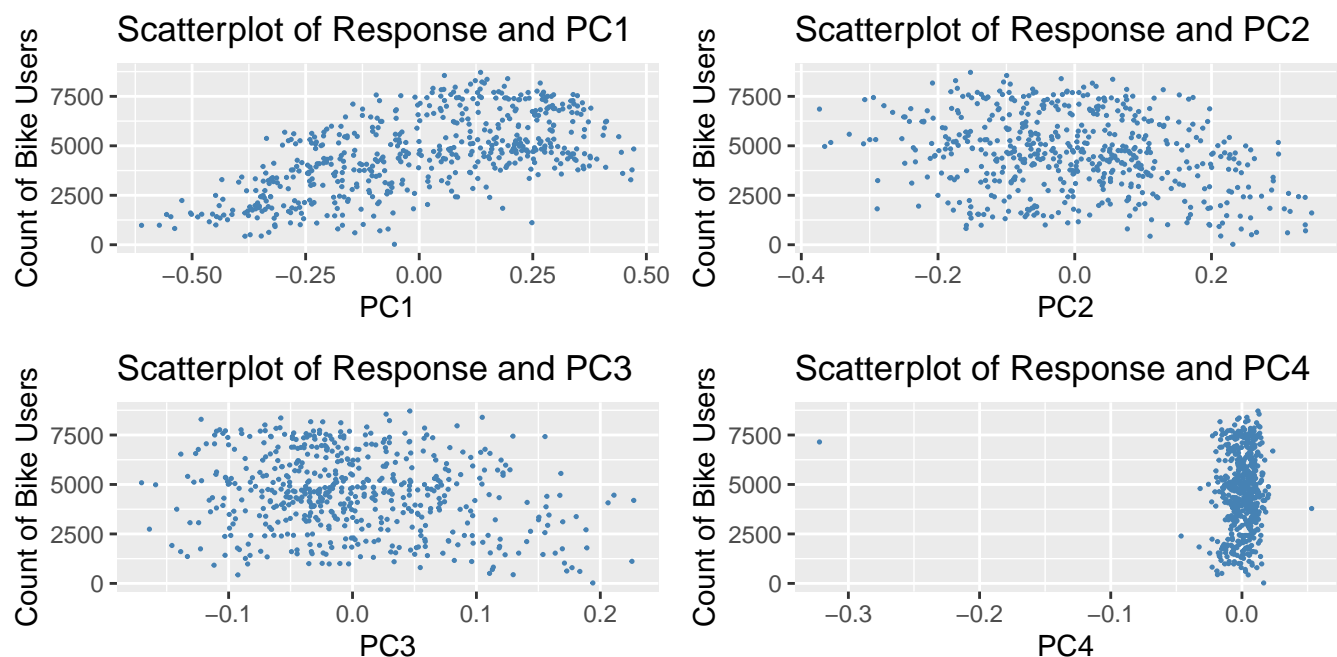 Scatterplot of Response and PC1
Count of Bike Users
7500
5000
2500
0
−0.50 −0.25 0.00 0.25 0.50
PC1
Scatterplot of Response and PC2
Count of Bike Users
7500
5000
2500
0
−0.4 −0.2 0.0 0.2
PC2
Scatterplot of Response and PC3
Count of Bike Users
7500
5000
2500
0
−0.1 0.0 0.1 0.2
PC3
Scatterplot of Response and PC4
Count of Bike Users
7500
5000
2500
0
−0.3 −0.2 −0.1 0.0
PC4